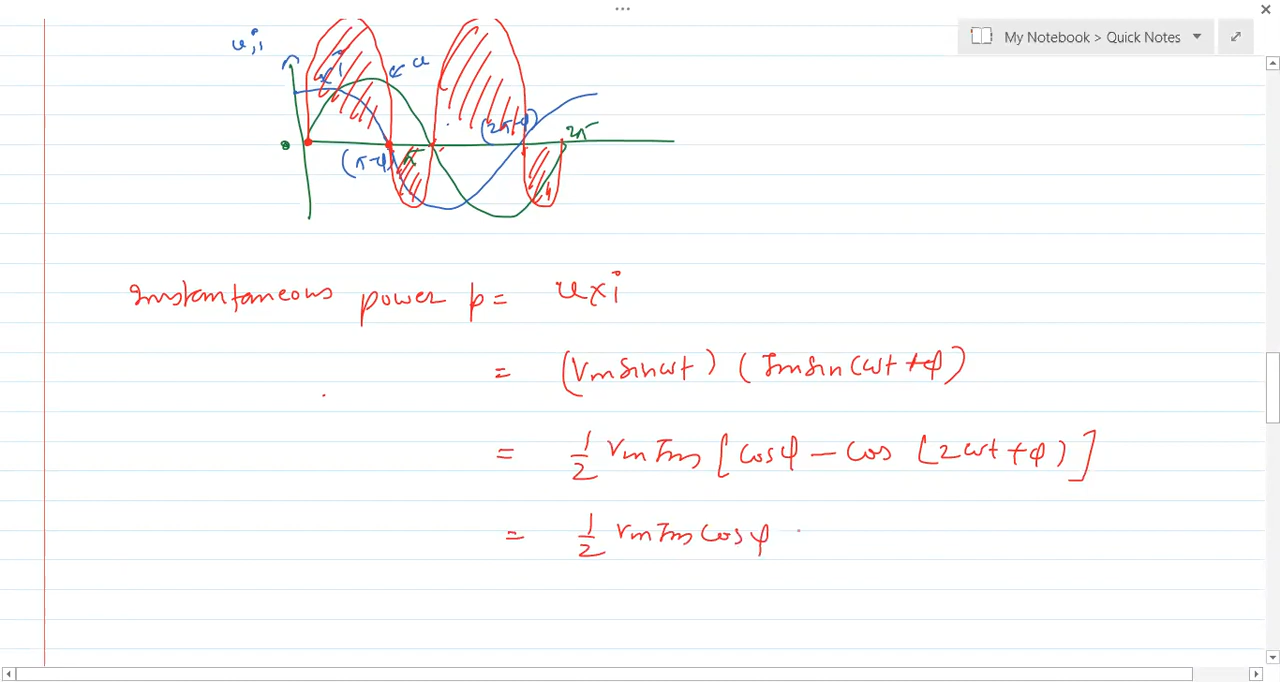 My Notebook > Quick Notes
u,i
i
u
(π-φ)
π
(2π-φ)
2π
Instantaneous power p = u x i
= (Vm sin ωt) (Im sin (ωt + φ)
= 1/2 Vm Im [cos φ - cos [2ωt + φ)]
= 1/2 Vm Im cos φ